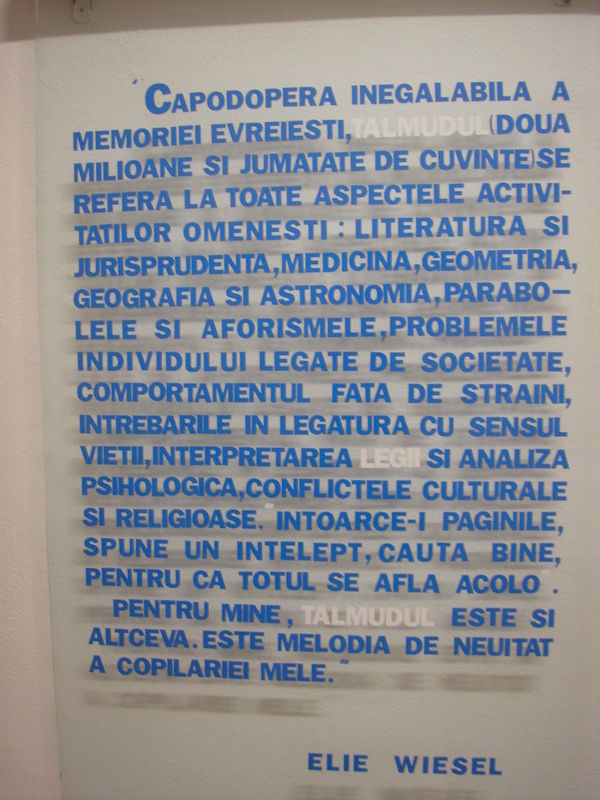 "CAPODOPERA INEGALABILA A
MEMORIEI EVREIESTI, TALMUDUL (DOUA
MILIOANE SI JUMATATE DE CUVINTE) SE
REFERA LA TOATE ASPECTELE ACTIVI-
TATILOR OMENESTI : LITERATURA SI
JURISPRUDENTA, MEDICINA, GEOMETRIA,
GEOGRAFIA SI ASTRONOMIA, PARABO-
LELE SI AFORISMELE, PROBLEMELE
INDIVIDULUI LEGATE DE SOCIETATE,
COMPORTAMENTUL FATA DE STRAINI,
INTREBARILE IN LEGATURA CU SENSUL
VIETII, INTERPRETAREA LEGII SI ANALIZA
PSIHOLOGICA, CONFLICTELE CULTURALE
SI RELIGIOASE. "INTOARCE-I PAGINILE,
SPUNE UN INTELEPT, CAUTA BINE,
PENTRU CA TOTUL SE AFLA ACOLO .
PENTRU MINE, TALMUDUL ESTE SI
ALTCEVA. ESTE MELODIA DE NEUITAT
A COPILARIEI MELE."
ELIE WIESEL